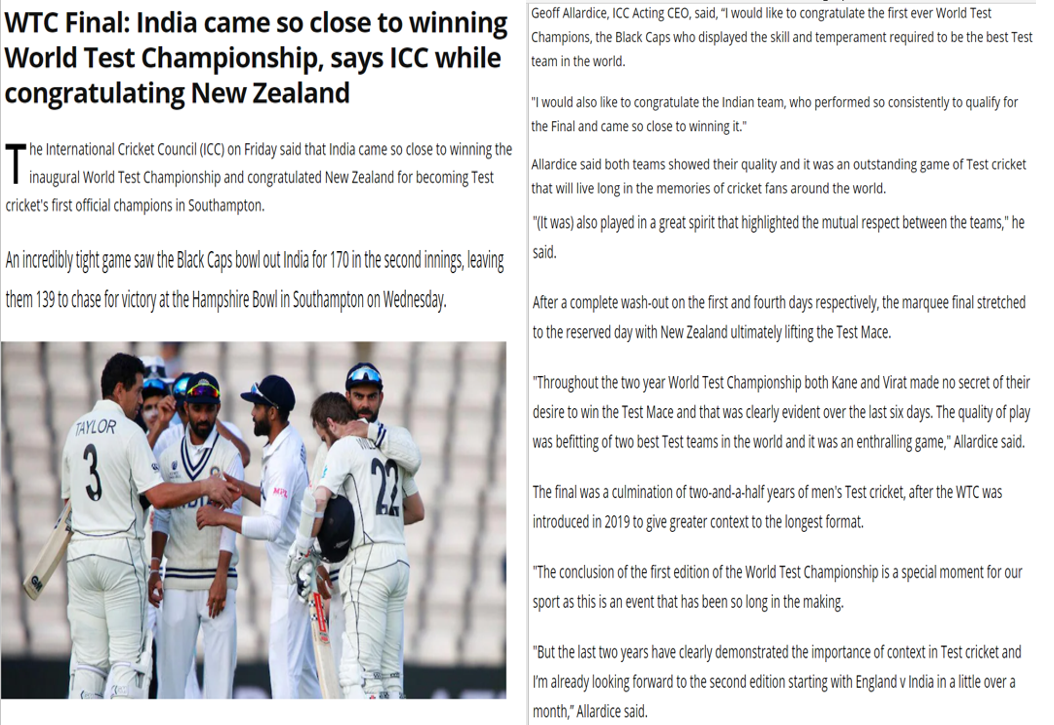 WTC Final: India came so close to winning
World Test Championship, says ICC while
congratulating New Zealand
The International Cricket Council (ICC) on Friday said that India came so close to winning the
inaugural World Test Championship and congratulated New Zealand for becoming Test
cricket's first official champions in Southampton.
An incredibly tight game saw the Black Caps bowl out India for 170 in the second innings, leaving
them 139 to chase for victory at the Hampshire Bowl in Southampton on Wednesday.
TAYLOR
3
22
MPL
GM
Geoff Allardice, ICC Acting CEO, said, “I would like to congratulate the first ever World Test
Champions, the Black Caps who displayed the skill and temperament required to be the best Test
team in the world.
"I would also like to congratulate the Indian team, who performed so consistently to qualify for
the Final and came so close to winning it."
Allardice said both teams showed their quality and it was an outstanding game of Test cricket
that will live long in the memories of cricket fans around the world.
"(It was) also played in a great spirit that highlighted the mutual respect between the teams," he
said.
After a complete wash-out on the first and fourth days respectively, the marquee final stretched
to the reserved day with New Zealand ultimately lifting the Test Mace.
"Throughout the two year World Test Championship both Kane and Virat made no secret of their
desire to win the Test Mace and that was clearly evident over the last six days. The quality of play
was befitting of two best Test teams in the world and it was an enthralling game," Allardice said.
The final was a culmination of two-and-a-half years of men's Test cricket, after the WTC was
introduced in 2019 to give greater context to the longest format.
"The conclusion of the first edition of the World Test Championship is a special moment for our
sport as this is an event that has been so long in the making.
"But the last two years have clearly demonstrated the importance of context in Test cricket and
I’m already looking forward to the second edition starting with England v India in a little over a
month,” Allardice said.